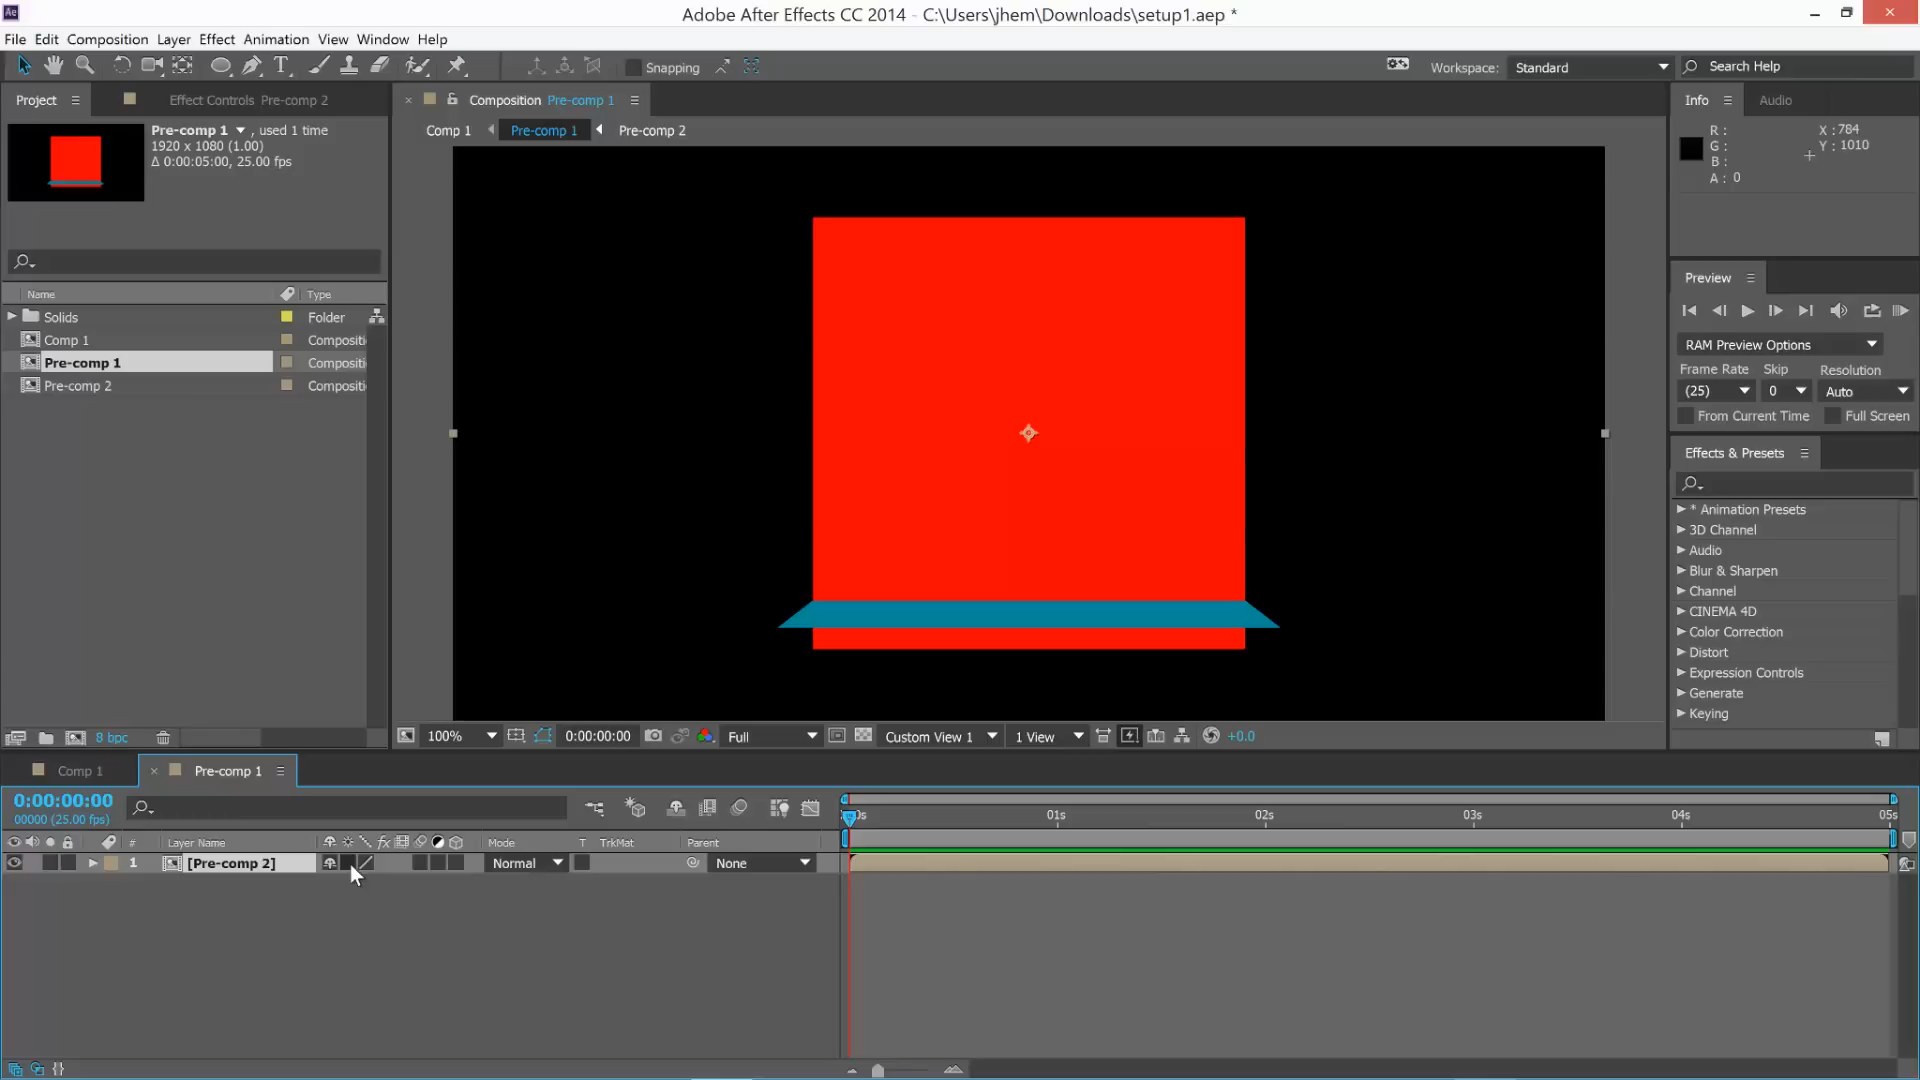 Ae
Adobe After Effects CC 2014 - C:\Users\jhem\Downloads\setup1.aep *
File Edit Composition Layer Effect Animation View Window Help
Snapping
Workspace: Standard
Search Help
Project
Effect Controls Pre-comp 2
Composition Pre-comp 1
Info
Audio
Pre-comp 1 , used 1 time
1920 x 1080 (1.00)
Δ 0:00:05:00, 25.00 fps
Comp 1
Pre-comp 1
Pre-comp 2
R :
G :
B :
A : 0
X : 784
Y : 1010
Name
Type
Solids
Folder
Comp 1
Compositi
Pre-comp 1
Compositi
Pre-comp 2
Compositi
Preview
RAM Preview Options
Frame Rate Skip Resolution
(25) 0 Auto
From Current Time Full Screen
Effects & Presets
* Animation Presets
3D Channel
Audio
Blur & Sharpen
Channel
CINEMA 4D
Color Correction
Distort
Expression Controls
Generate
Keying
8 bpc
100%
0:00:00:00
Full
Custom View 1
1 View
+0.0
Comp 1
Pre-comp 1
0:00:00:00
00000 (25.00 fps)
01s
02s
03s
04s
05s
# Layer Name
fx
Mode
T TrkMat
Parent
1 [Pre-comp 2]
Normal
None